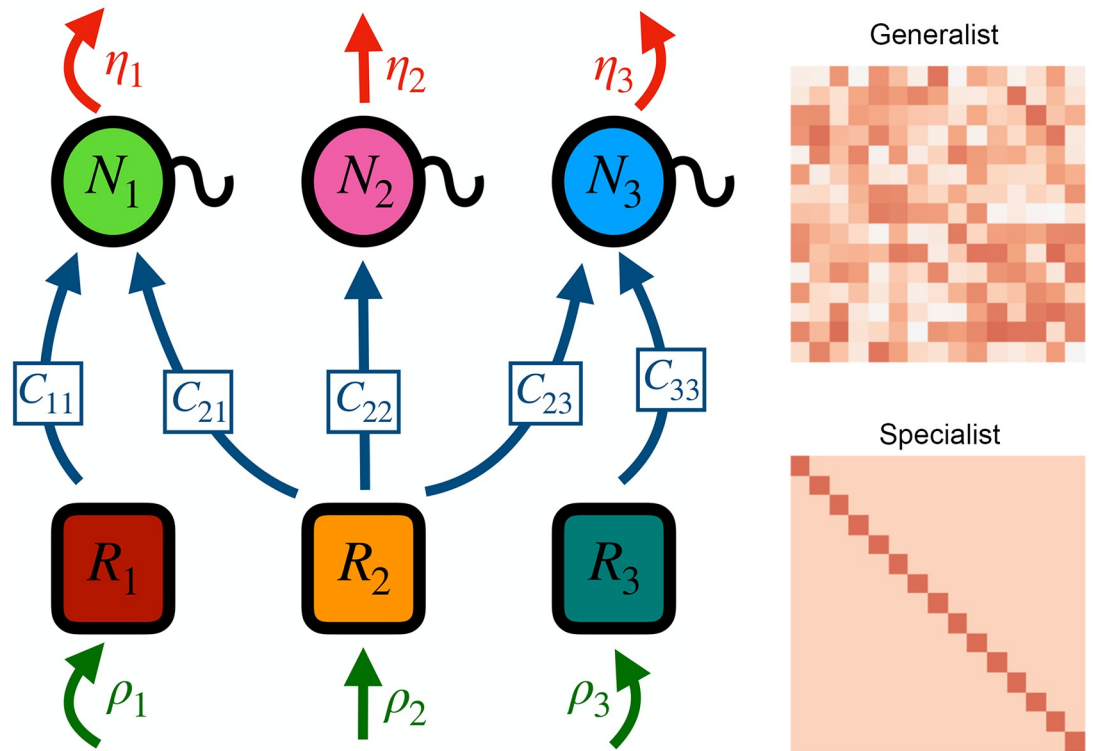 η1 η2 η3
Generalist
N1 N2 N3
C11 C21 C22 C23 C33
Specialist
R1 R2 R3
ρ1 ρ2 ρ3